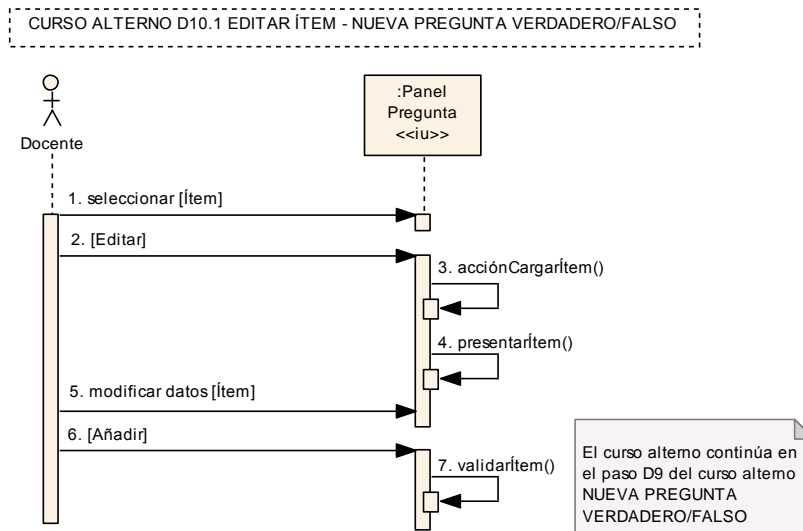 CURSO ALTERNO D10.1 EDITAR ÍTEM - NUEVA PREGUNTA VERDADERO/FALSO
:Panel
Pregunta
<<iu>>
Docente
1. seleccionar [Ítem]
2. [Editar]
3. acciónCargarÍtem()
4. presentarÍtem()
5. modificar datos [Ítem]
6. [Añadir]
7. validarÍtem()
El curso alterno continúa en
el paso D9 del curso alterno
NUEVA PREGUNTA
VERDADERO/FALSO